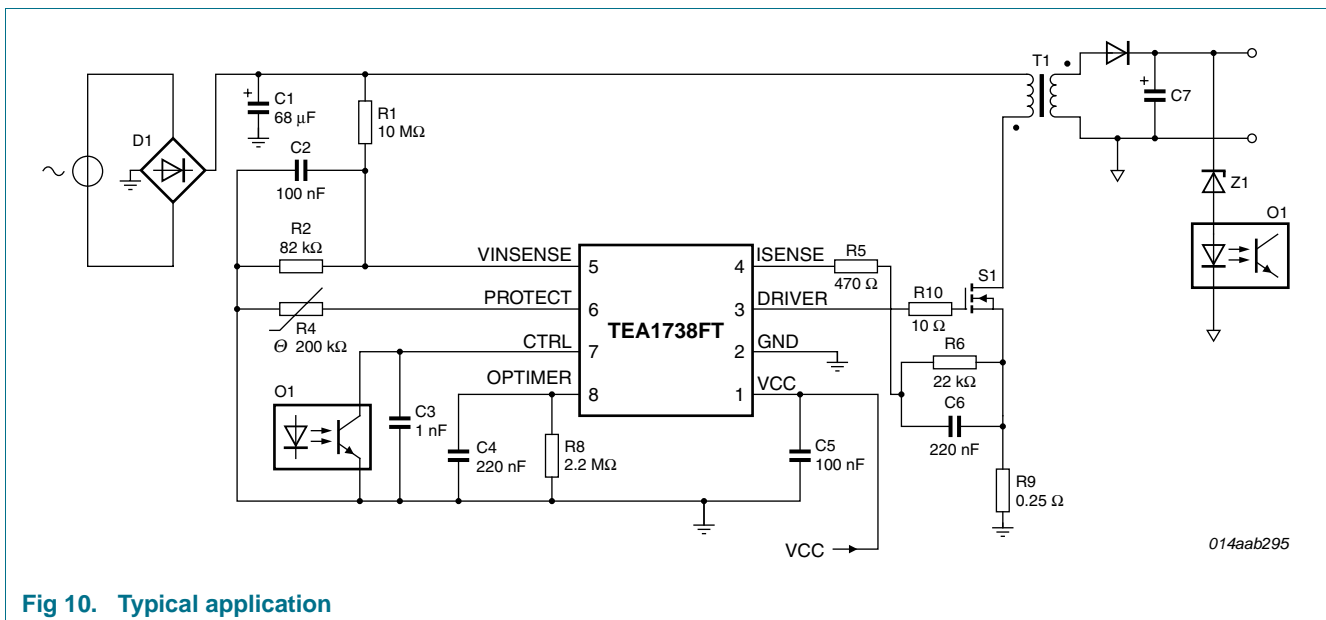 T1
C1
68 µF
R1
10 MΩ
C7
D1
C2
100 nF
Z1
O1
R2
82 kΩ
VINSENSE
5
4
ISENSE
R5
470 Ω
S1
PROTECT
6
3
DRIVER
R10
10 Ω
R4
Θ 200 kΩ
TEA1738FT
CTRL
7
2
GND
R6
22 kΩ
OPTIMER
8
1
VCC
C6
220 nF
O1
C3
1 nF
C4
220 nF
R8
2.2 MΩ
C5
100 nF
R9
0.25 Ω
VCC
014aab295
Fig 10. Typical application